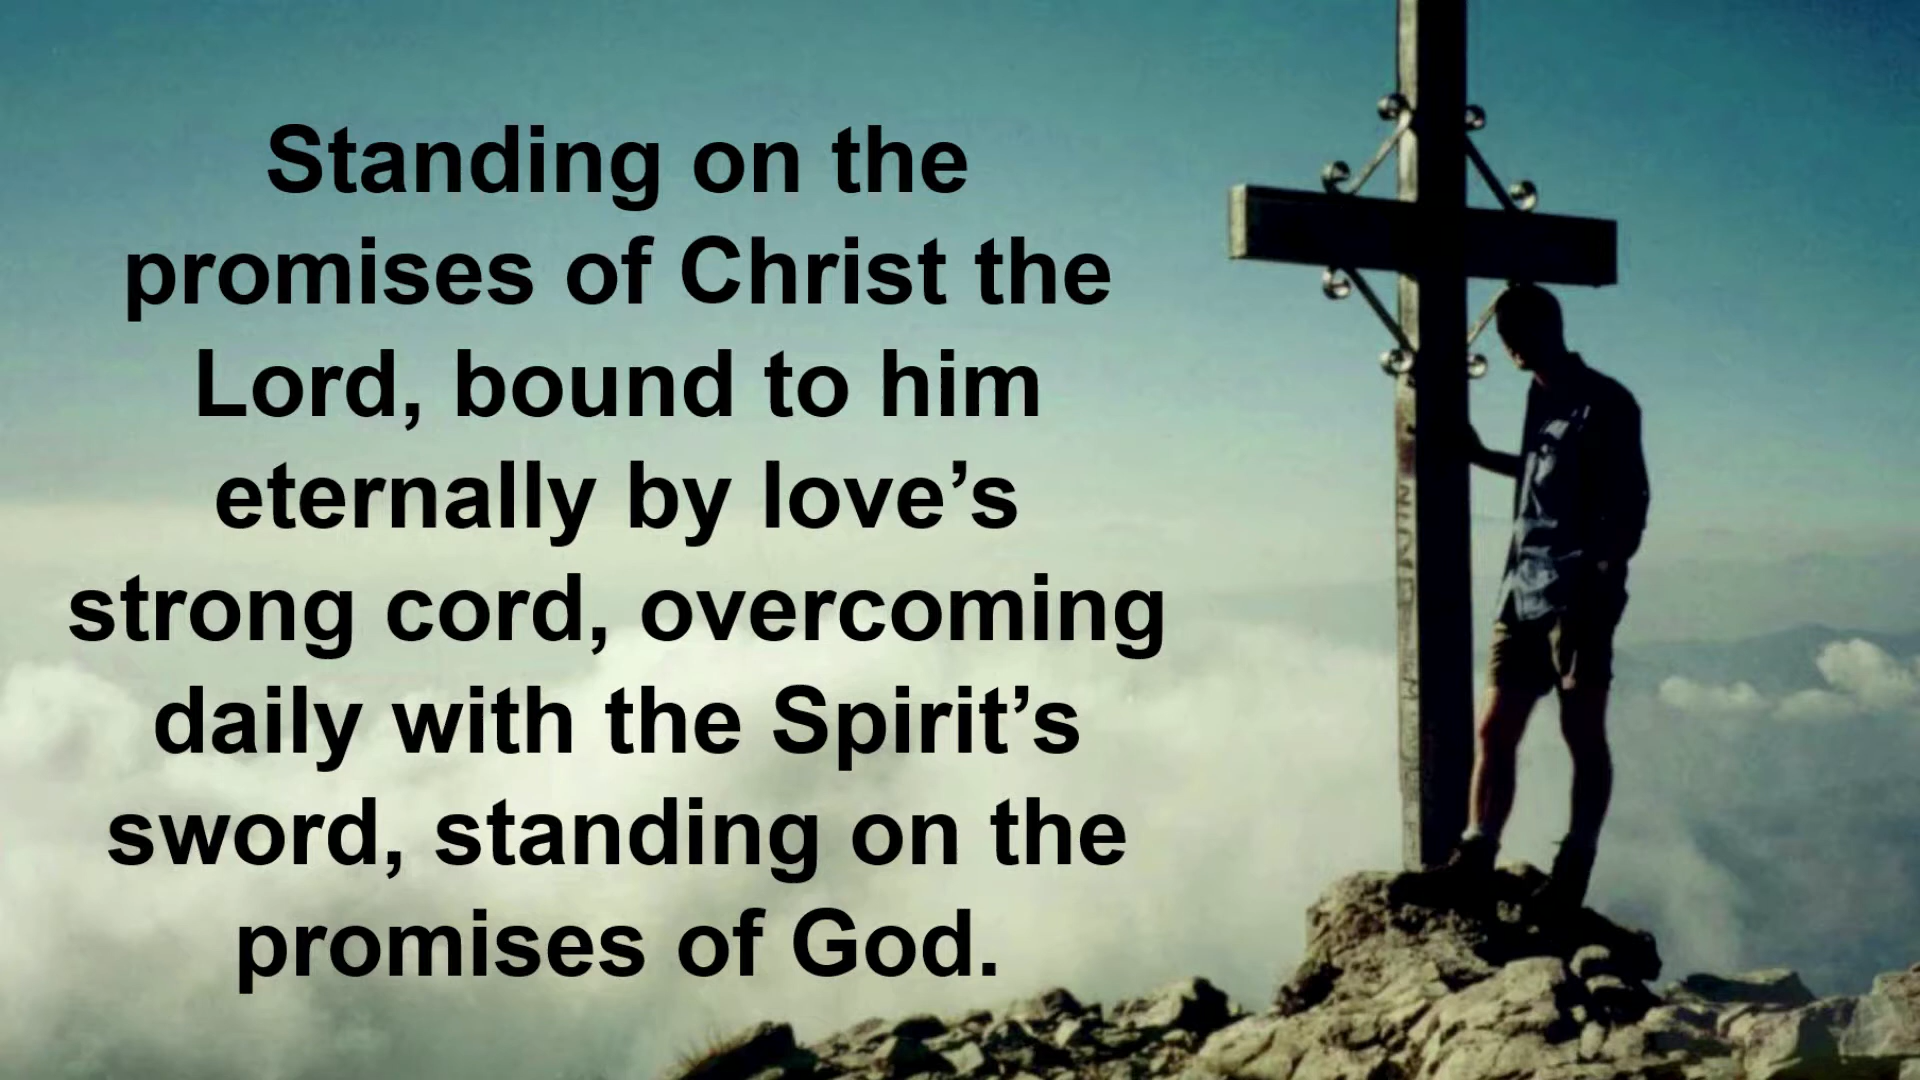 Standing on the
promises of Christ the
Lord, bound to him
eternally by love’s
strong cord, overcoming
daily with the Spirit’s
sword, standing on the
promises of God.